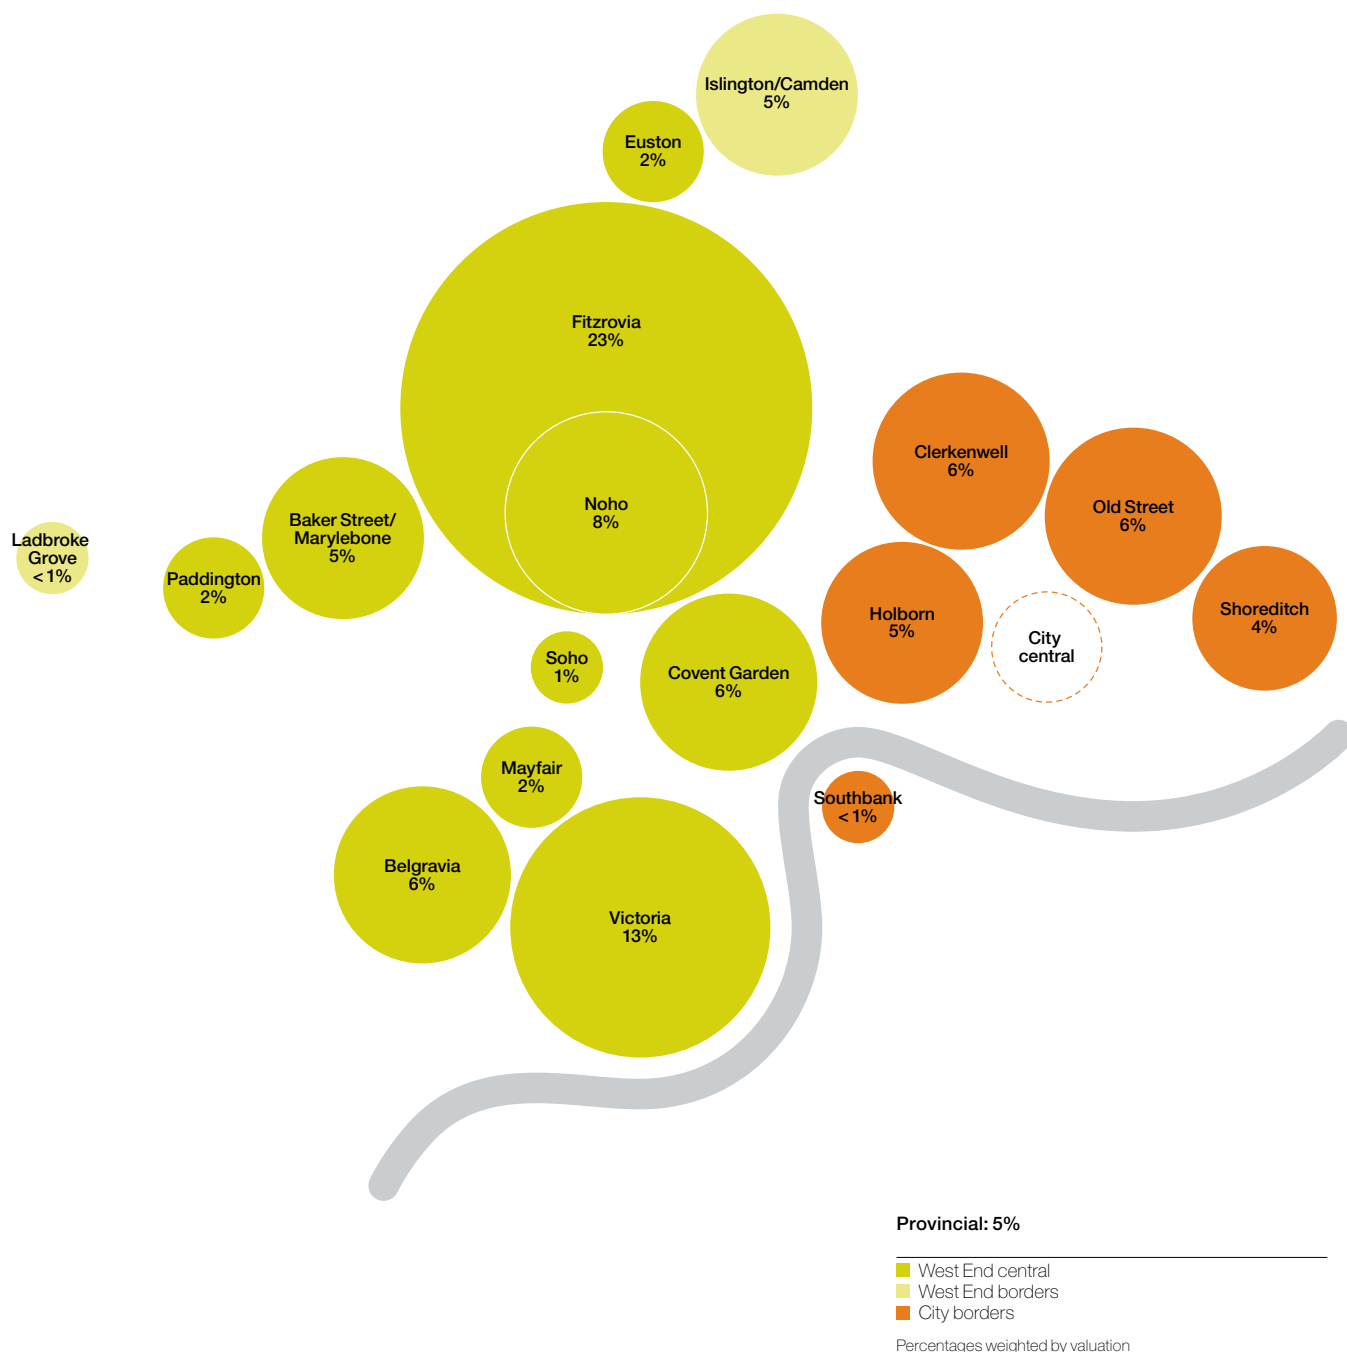 Islington/Camden
5%
Euston
2%
Fitzrovia
23%
Noho
8%
Clerkenwell
6%
Old Street
6%
Baker Street/
Marylebone
5%
Ladbroke
Grove
< 1%
Paddington
2%
Holborn
5%
City
central
Shoreditch
4%
Soho
1%
Covent Garden
6%
Mayfair
2%
Southbank
< 1%
Belgravia
6%
Victoria
13%
Provincial: 5%
West End central
West End borders
City borders
Percentages weighted by valuation